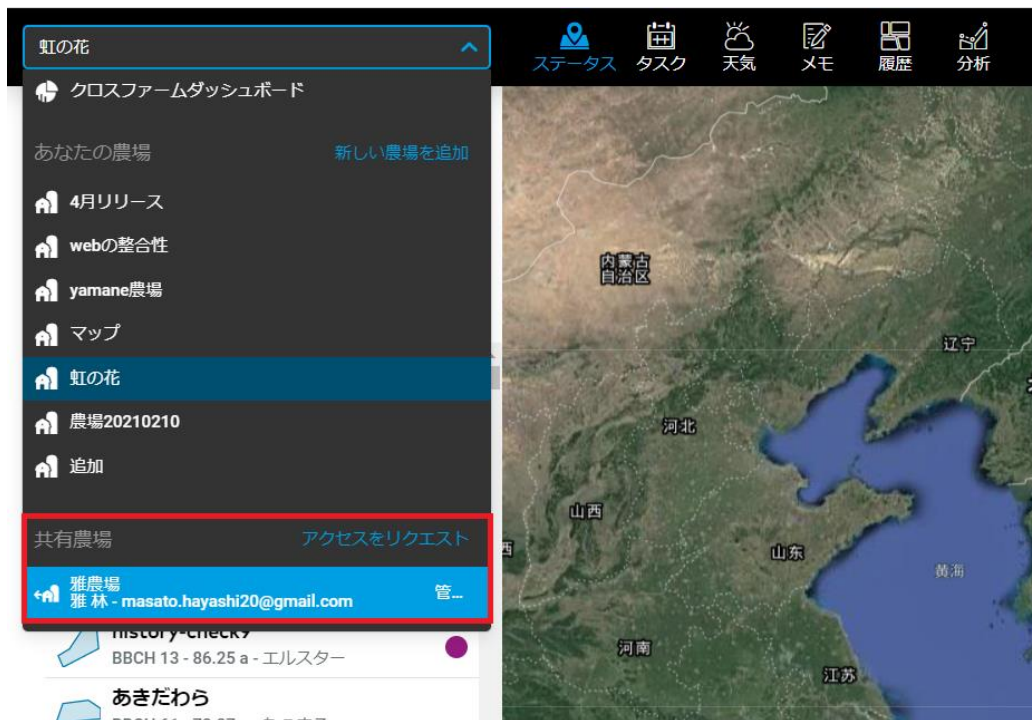 虹の花
ステータス
タスク
天気
メモ
履歴
分析
クロスファームダッシュボード
あなたの農場
新しい農場を追加
4月リリース
webの整合性
yamane農場
マップ
虹の花
農場20210210
追加
共有農場
アクセスをリクエスト
雅農場
雅 林 - masato.hayashi20@gmail.com
管...
history-check9
BBCH 13 - 86.25 a - エルスター
あきだわら
内蒙古
自治区
辽宁
河北
山西
山东
黄海
河南
江苏
西